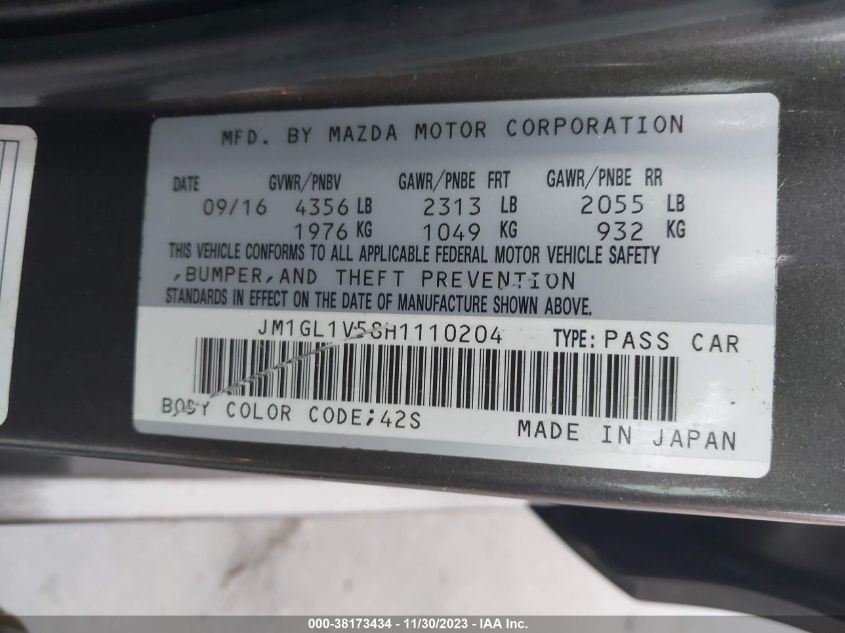 MFD. BY MAZDA MOTOR CORPORATION
DATE GVWR/PNBV GAWR/PNBE FRT GAWR/PNBE RR
09/16 4356 LB 2313 LB 2055 LB
1976 KG 1049 KG 932 KG
THIS VEHICLE CONFORMS TO ALL APPLICABLE FEDERAL MOTOR VEHICLE SAFETY
,BUMPER,AND THEFT PREVENTION
STANDARDS IN EFFECT ON THE DATE OF MANUFACTURE SHOWN ABOVE.
JM1GL1V58H1110204 TYPE: PASS CAR
BODY COLOR CODE;42S
MADE IN JAPAN
000-38173434 - 11/30/2023 - IAA Inc.